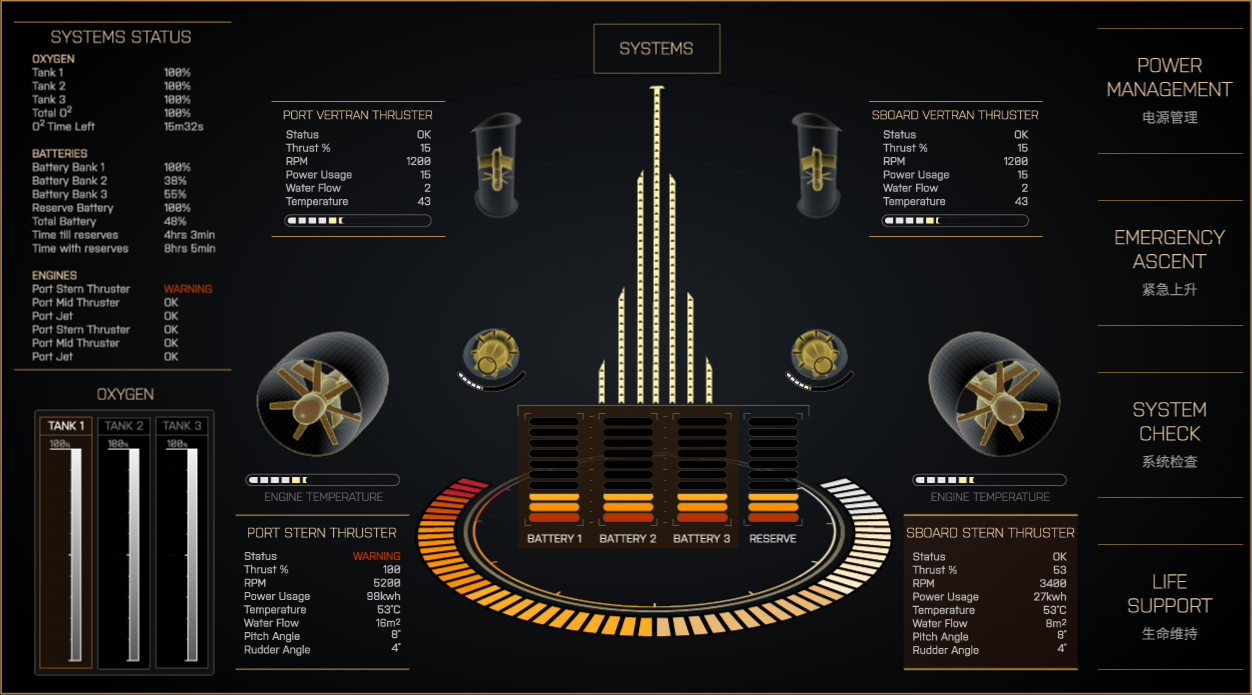 SYSTEMS STATUS
OXYGEN
Tank 1 100%
Tank 2 100%
Tank 3 100%
Total O² 100%
O² Time Left 15m32s
BATTERIES
Battery Bank 1 100%
Battery Bank 2 38%
Battery Bank 3 55%
Reserve Battery 100%
Total Battery 48%
Time till reserves 4hrs 3min
Time with reserves 8hrs 5min
ENGINES
Port Stern Thruster WARNING
Port Mid Thruster OK
Port Jet OK
Port Stern Thruster OK
Port Mid Thruster OK
Port Jet OK
OXYGEN
TANK 1 TANK 2 TANK 3
100% 100% 100%
SYSTEMS
PORT VERTRAN THRUSTER
Status OK
Thrust % 15
RPM 1200
Power Usage 15
Water Flow 2
Temperature 43
SBOARD VERTRAN THRUSTER
Status OK
Thrust % 15
RPM 1200
Power Usage 15
Water Flow 2
Temperature 43
ENGINE TEMPERATURE
PORT STERN THRUSTER
Status WARNING
Thrust % 100
RPM 5200
Power Usage 98kwh
Temperature 53°C
Water Flow 16m²
Pitch Angle 8°
Rudder Angle 4°
BATTERY 1 BATTERY 2 BATTERY 3 RESERVE
ENGINE TEMPERATURE
SBOARD STERN THRUSTER
Status OK
Thrust % 53
RPM 3400
Power Usage 27kwh
Temperature 53°C
Water Flow 8m²
Pitch Angle 8°
Rudder Angle 4°
POWER
MANAGEMENT
电源管理
EMERGENCY
ASCENT
紧急上升
SYSTEM
CHECK
系统检查
LIFE
SUPPORT
生命维持